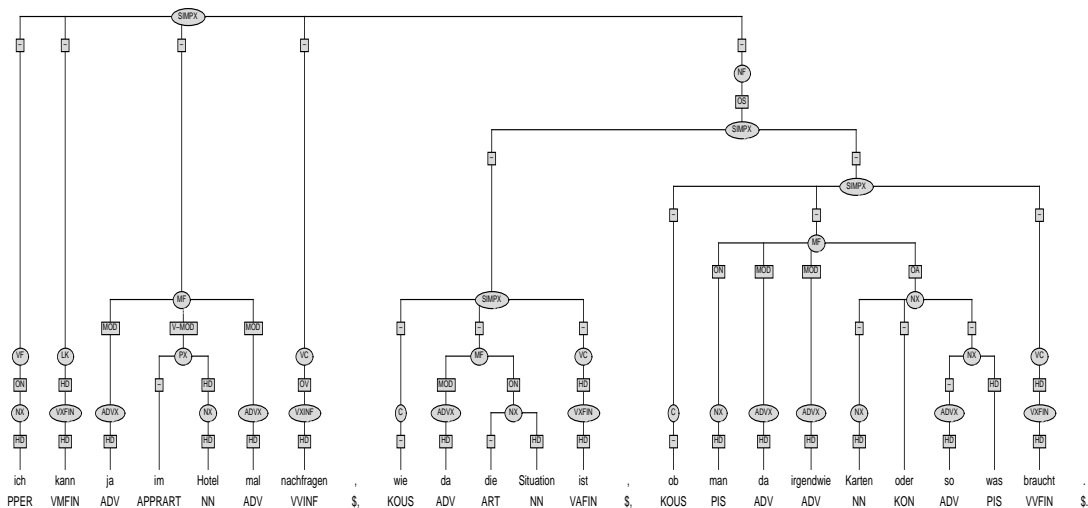 SIMPX
– – – – –
NF
OS
SIMPX
– –
SIMPX
– – –
MF
ON MOD MOD OA
MF SIMPX NX
MOD V–MOD MOD – – – – – –
VF LK PX VC MF VC NX VC
ON HD – HD OV MOD ON HD – HD HD
NX VXFIN ADVX NX ADVX VXINF C ADVX NX VXFIN C NX ADVX ADVX NX ADVX VXFIN
HD HD HD HD HD HD – HD – HD HD – HD HD HD HD HD HD
ich kann ja im Hotel mal nachfragen , wie da die Situation ist , ob man da irgendwie Karten oder so was braucht .
PPER VMFIN ADV APPRART NN ADV VVINF $, KOUS ADV ART NN VAFIN $, KOUS PIS ADV ADV NN KON ADV PIS VVFIN $.